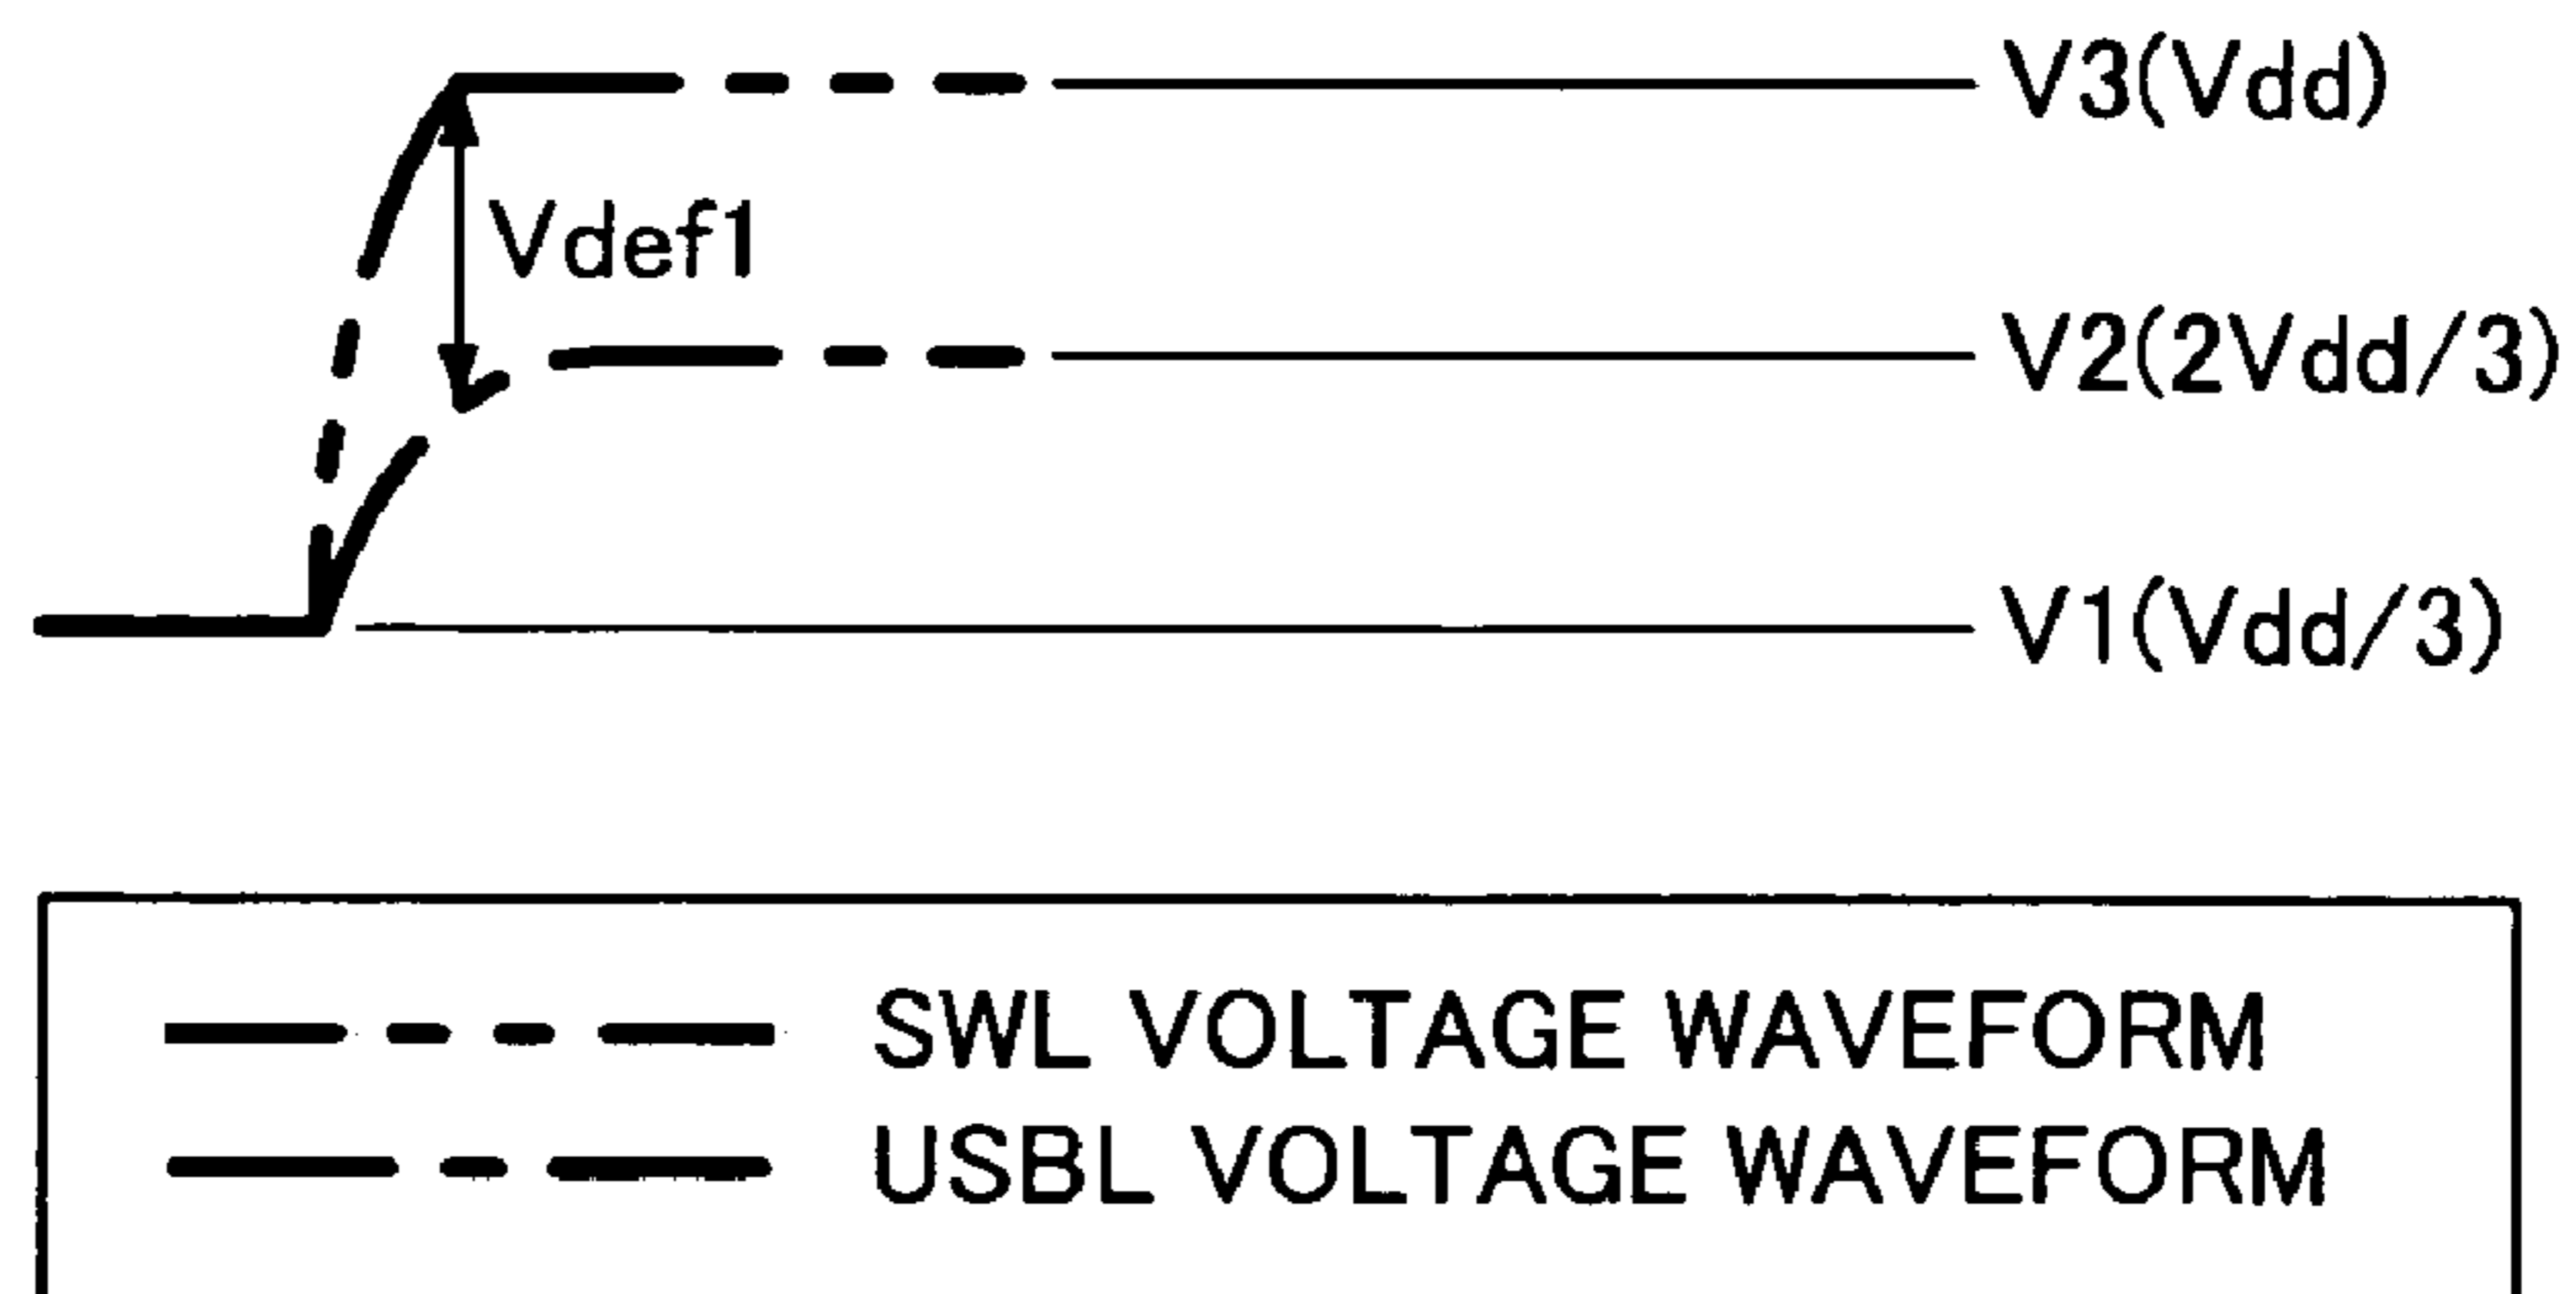 V3(Vdd)
Vdef1
V2(2Vdd/3)
V1(Vdd/3)
SWL VOLTAGE WAVEFORM
USBL VOLTAGE WAVEFORM